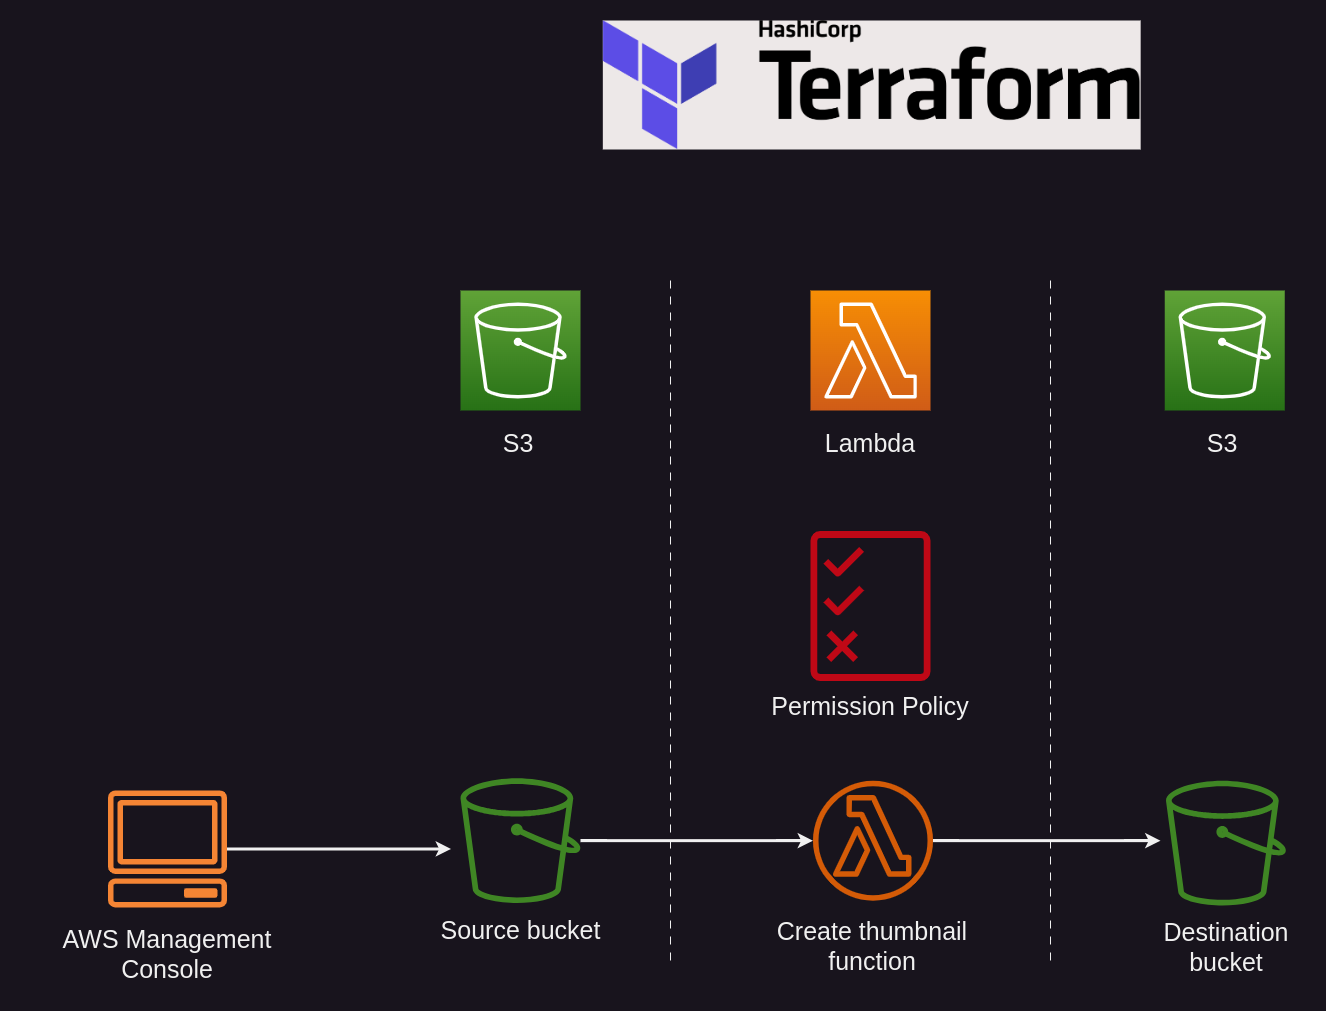 HashiCorp
Terraform
S3
Lambda
S3
Permission Policy
AWS Management
Console
Source bucket
Create thumbnail
function
Destination
bucket